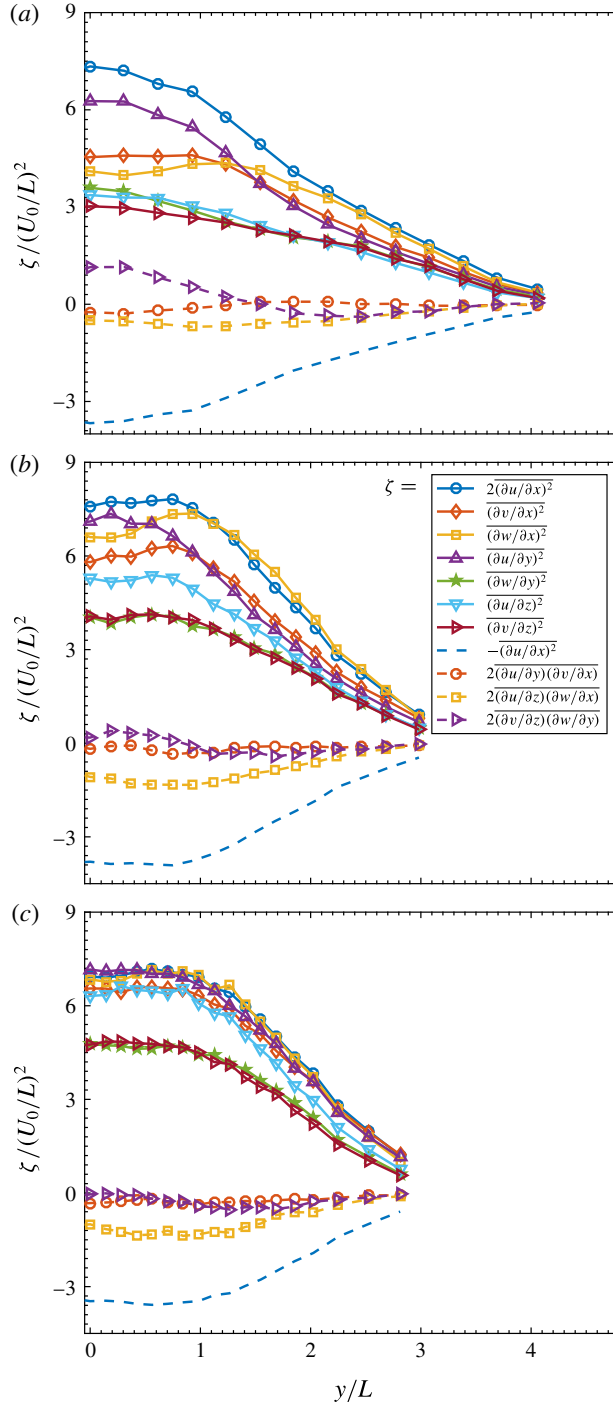 (a)
9
6
3
0
−3
ζ/(U₀/L)²
(b)
9
6
3
0
−3
ζ/(U₀/L)²
ζ =
2\overline{(∂u/∂x)²}
\overline{(∂v/∂x)²}
\overline{(∂w/∂x)²}
\overline{(∂u/∂y)²}
\overline{(∂w/∂y)²}
\overline{(∂u/∂z)²}
\overline{(∂v/∂z)²}
−\overline{(∂u/∂x)²}
2\overline{(∂u/∂y)(∂v/∂x)}
2\overline{(∂u/∂z)(∂w/∂x)}
2\overline{(∂v/∂z)(∂w/∂y)}
(c)
9
6
3
0
−3
ζ/(U₀/L)²
0 1 2 3 4
y/L